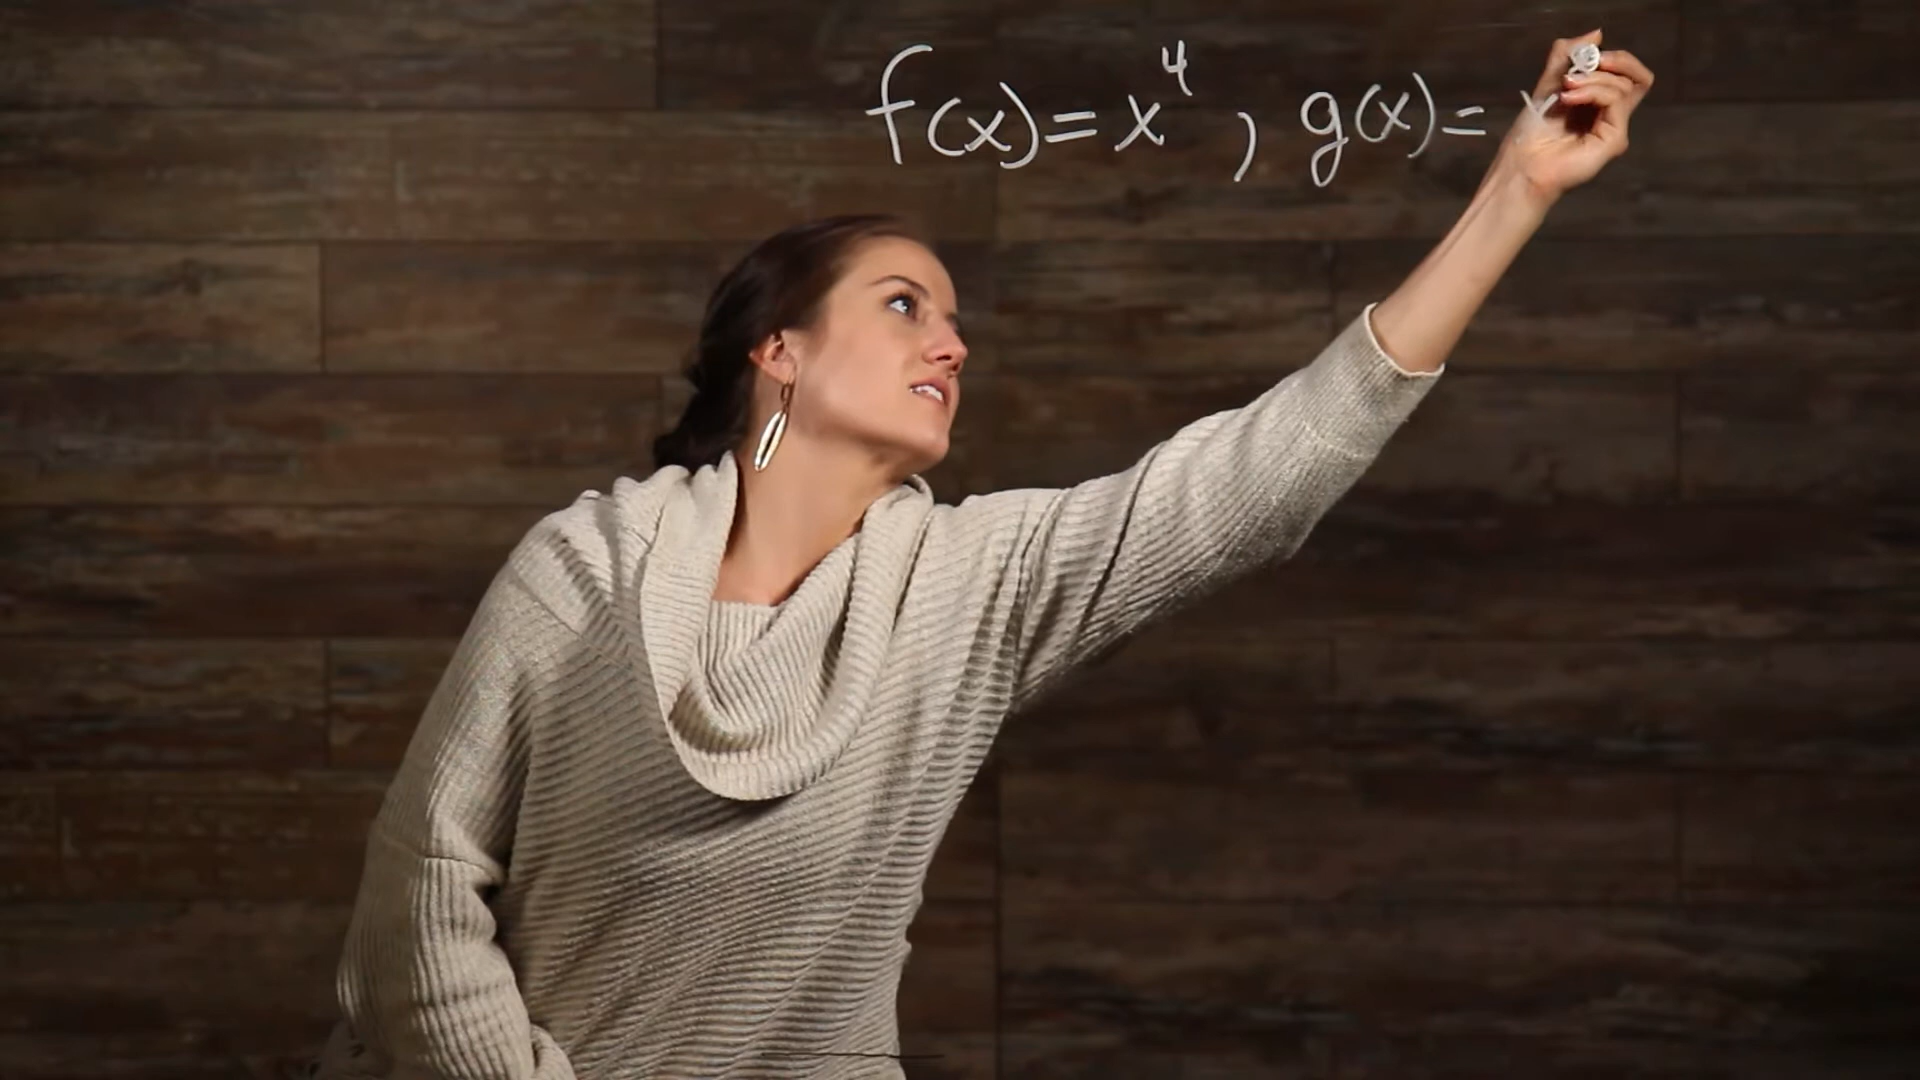 f(x)=x⁴, g(x)= x